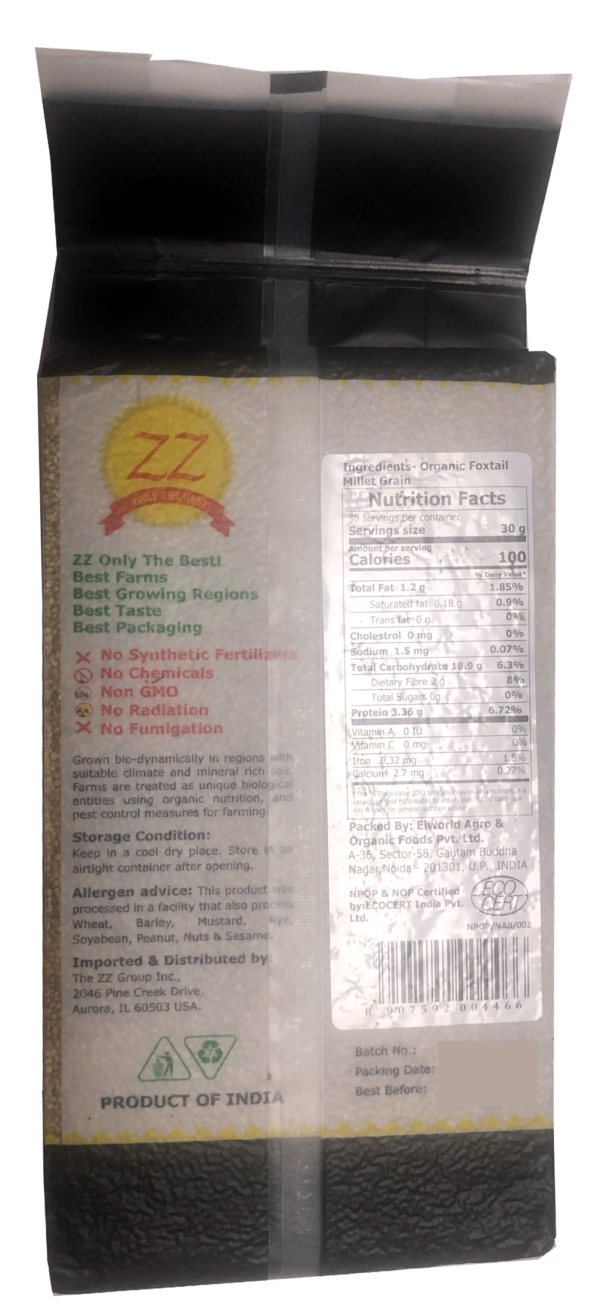 ZZ
ONLY THE BEST
ZZ Only The Best!
Best Farms
Best Growing Regions
Best Taste
Best Packaging
No Synthetic Fertilizers
No Chemicals
Non GMO
No Radiation
No Fumigation
Grown bio-dynamically in regions with
suitable climate and mineral rich soil.
Farms are treated as unique biological
entities using organic nutrition, and
pest control measures for farming.
Storage Condition:
Keep in a cool dry place. Store in an
airtight container after opening.
Allergen advice: This product was
processed in a facility that also process
Wheat, Barley, Mustard, Rye,
Soyabean, Peanut, Nuts & Sesame.
Imported & Distributed by:
The ZZ Group Inc.,
2046 Pine Creek Drive,
Aurora, IL 60503 USA.
PRODUCT OF INDIA
Ingredients- Organic Foxtail
Millet Grain
Nutrition Facts
30 servings per container
Servings size 30 g
Amount per serving
Calories 100
% Daily Value*
Total Fat 1.2 g 1.85%
Saturated fat 0.18 g 0.9%
Trans fat 0 g 0%
Cholestrol 0 mg 0%
Sodium 1.5 mg 0.07%
Total Carbohydrate 18.9 g 6.3%
Dietary Fibre 2 g 8%
Total Sugars 0g 0%
Protein 3.36 g 6.72%
Vitamin A 0 IU 0%
Vitamin C 0 mg 0%
Iron 0.32 mg 1.8%
Calcium 2.7 mg 0.27%
Packed By: Elworld Agro &
Organic Foods Pvt. Ltd.
A-36, Sector-58, Gautam Buddha
Nagar, Noida - 201301, U.P., INDIA
NPOP & NOP Certified
by:ECOCERT India Pvt.
Ltd.
ECO
CERT
NPOP/NAB/002
8 907592 004466
Batch No.:
Packing Date:
Best Before: